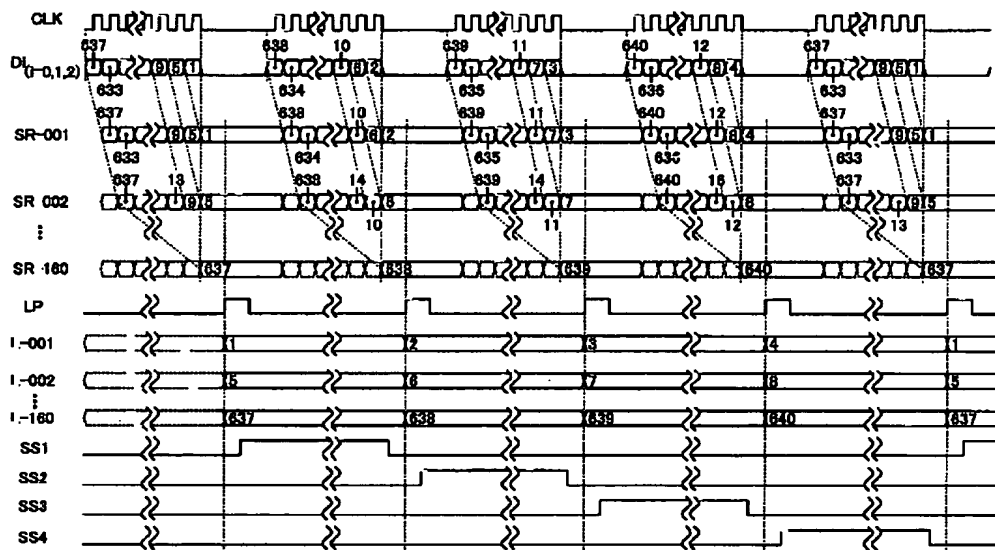 CLK
637 638 10 639 11 640 12 637
DI(i=0,1,2) 9 5 1 6 2 7 3 8 4 9 5 1
633 634 635 636 633
637 638 10 639 11 640 12 637
SR-001 9 5 1 6 2 7 3 8 4 9 5 1
633 634 635 636 633
637 13 638 14 639 14 640 16 637
SR 002 9 5 6 7 8 9 5
10 11 12 13
SR -160 637 638 639 640 637
LP
L-001 1 2 3 4 1
L-002 5 6 7 8 5
L-160 637 638 639 640 637
SS1
SS2
SS3
SS4